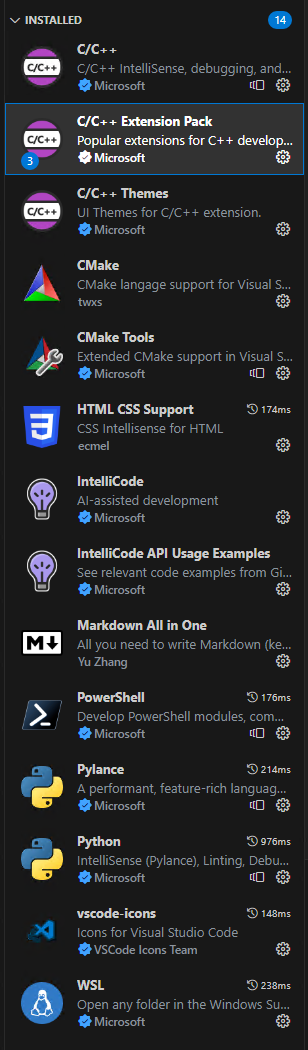 INSTALLED 14
C/C++
C/C++
C/C++ IntelliSense, debugging, and...
Microsoft
C/C++
3
C/C++ Extension Pack
Popular extensions for C++ develop...
Microsoft
C/C++
C/C++ Themes
UI Themes for C/C++ extension.
Microsoft
CMake
CMake langage support for Visual S...
twxs
CMake Tools
Extended CMake support in Visual S...
Microsoft
HTML CSS Support 174ms
CSS Intellisense for HTML
ecmel
IntelliCode
AI-assisted development
Microsoft
IntelliCode API Usage Examples
See relevant code examples from Gi...
Microsoft
M
Markdown All in One
All you need to write Markdown (ke...
Yu Zhang
PowerShell 176ms
Develop PowerShell modules, com...
Microsoft
Pylance 214ms
A performant, feature-rich languag...
Microsoft
Python 976ms
IntelliSense (Pylance), Linting, Debu...
Microsoft
vscode-icons 148ms
Icons for Visual Studio Code
VSCode Icons Team
WSL 238ms
Open any folder in the Windows Su...
Microsoft